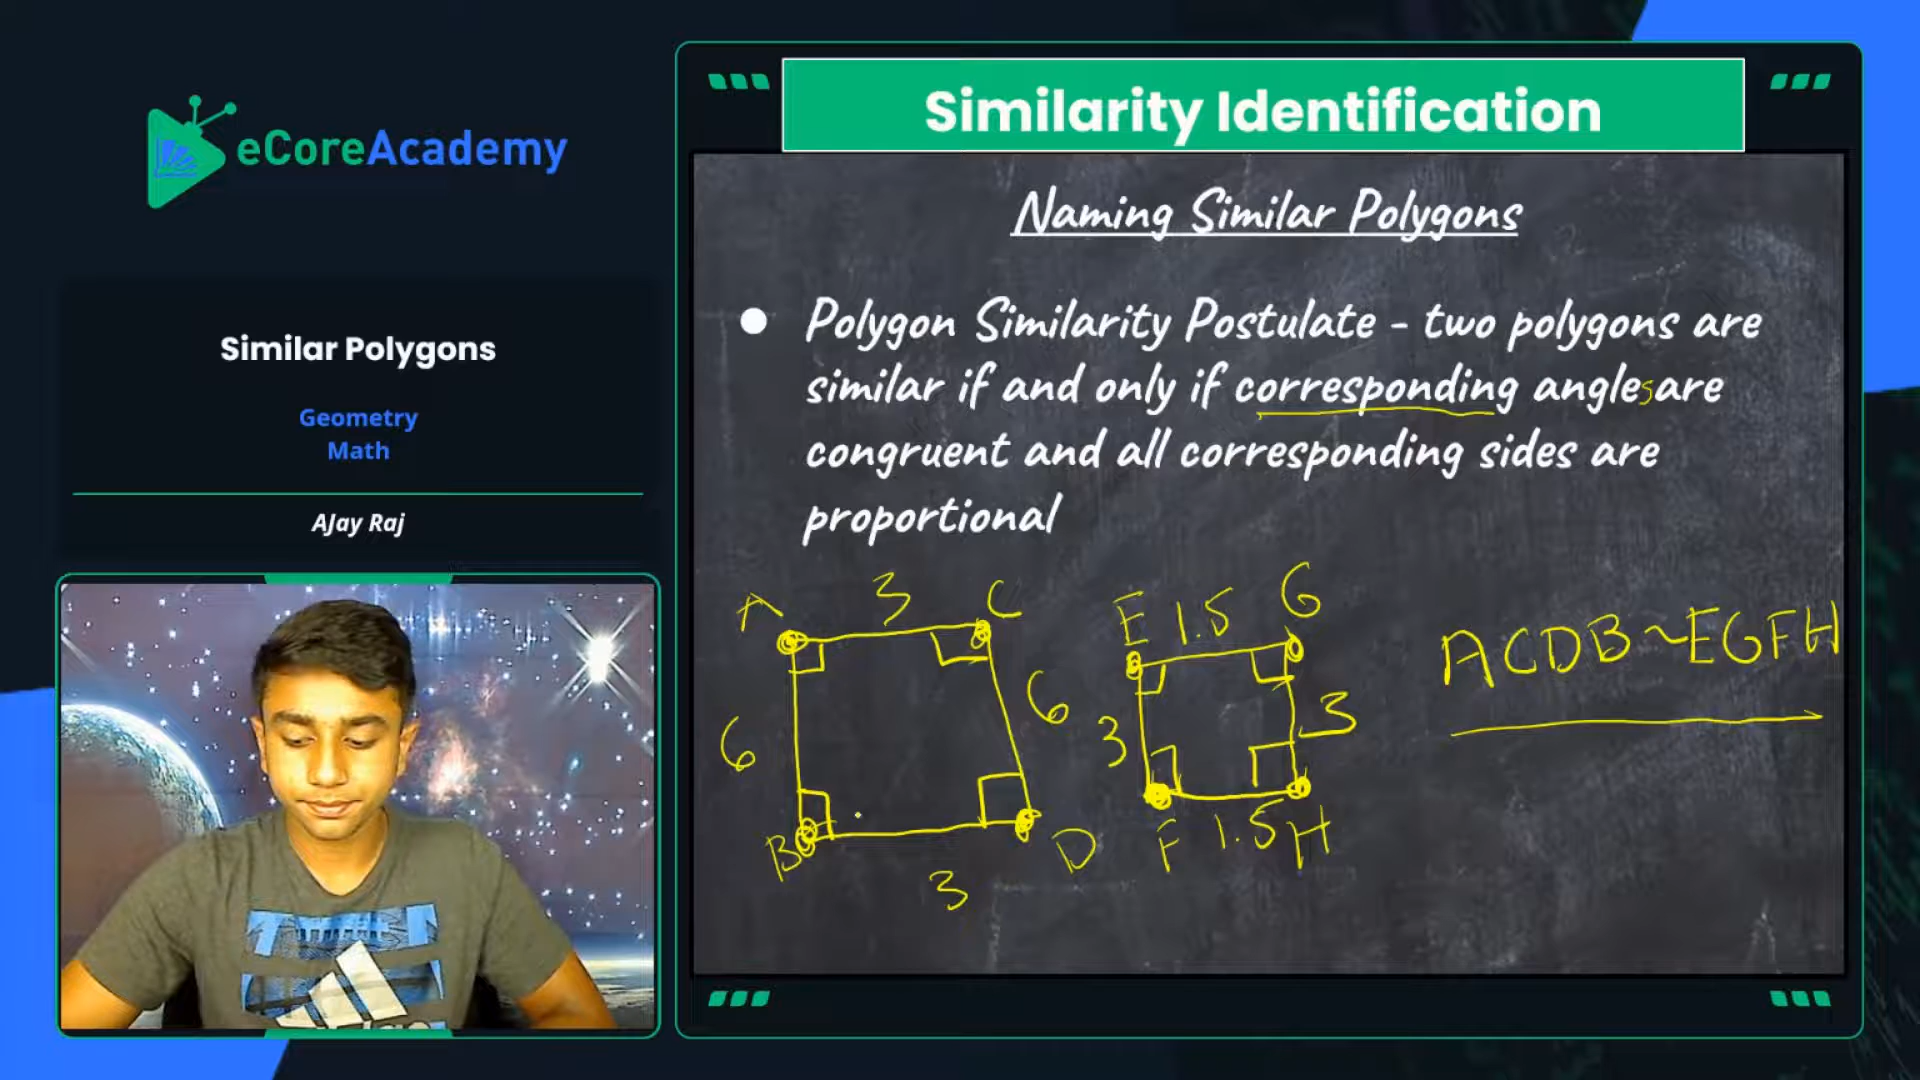 eCoreAcademy
Similar Polygons
Geometry
Math
AJay Raj
Similarity Identification
Naming Similar Polygons
● Polygon Similarity Postulate - two polygons are
similar if and only if corresponding angles are
congruent and all corresponding sides are
proportional
A 3 C
6 6
B 3 D
E 1.5 G
3 3
F 1.5 H
ACDB ~ EGFH